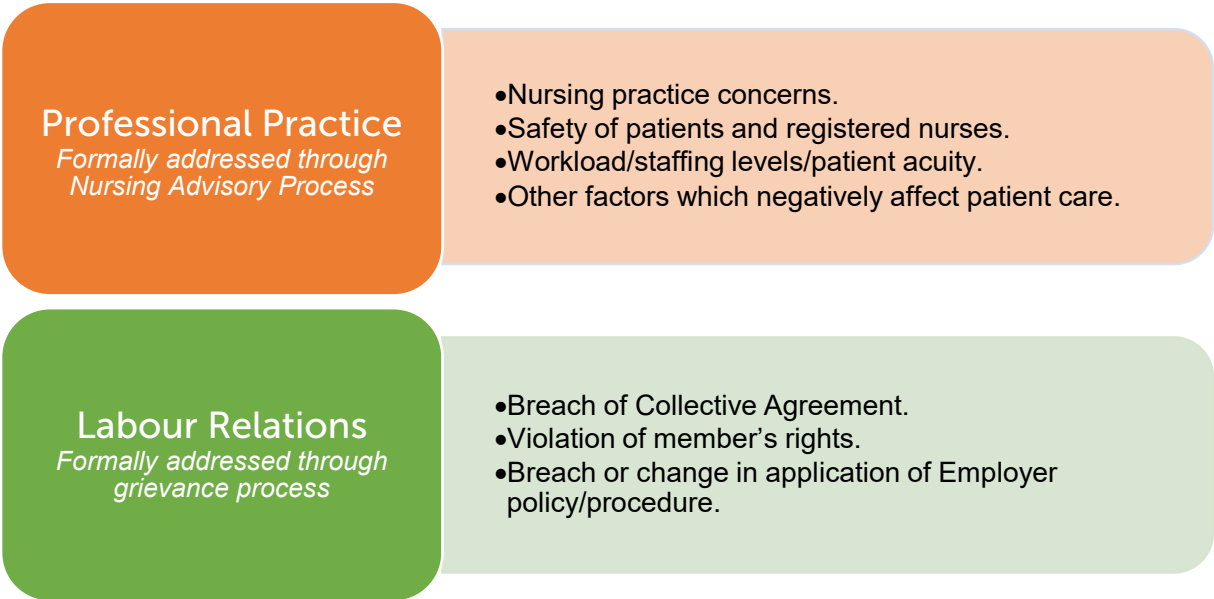 Professional Practice
Formally addressed through
Nursing Advisory Process
•Nursing practice concerns.
•Safety of patients and registered nurses.
•Workload/staffing levels/patient acuity.
•Other factors which negatively affect patient care.
Labour Relations
Formally addressed through
grievance process
•Breach of Collective Agreement.
•Violation of member’s rights.
•Breach or change in application of Employer
policy/procedure.